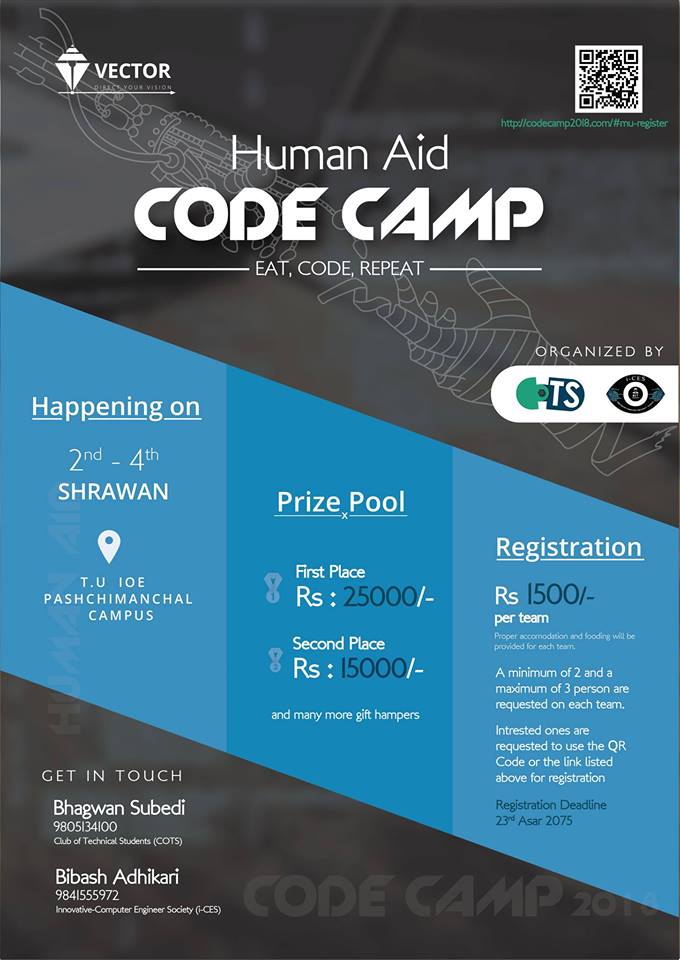 VECTOR
DIRECT YOUR VISION
http://codecamp2018.com/#mu-register
Human Aid
CODE CAMP
EAT, CODE, REPEAT
ORGANIZED BY
COTS
i-CES
Happening on
2nd - 4th
SHRAWAN
T.U IOE
PASHCHIMANCHAL
CAMPUS
HUMAN AID
Prize x Pool
First Place
Rs : 25000/-
Second Place
Rs : 15000/-
and many more gift hampers
Registration
Rs 1500/-
per team
Proper accomodation and fooding will be
provided for each team.
A minimum of 2 and a
maximum of 3 person are
requested on each team.
Intrested ones are
requested to use the QR
Code or the link listed
above for registration
Registration Deadline
23rd Asar 2075
GET IN TOUCH
Bhagwan Subedi
9805134100
Club of Technical Students (COTS)
Bibash Adhikari
9841555972
Innovative-Computer Engineer Society (i-CES)
CODE CAMP 2018